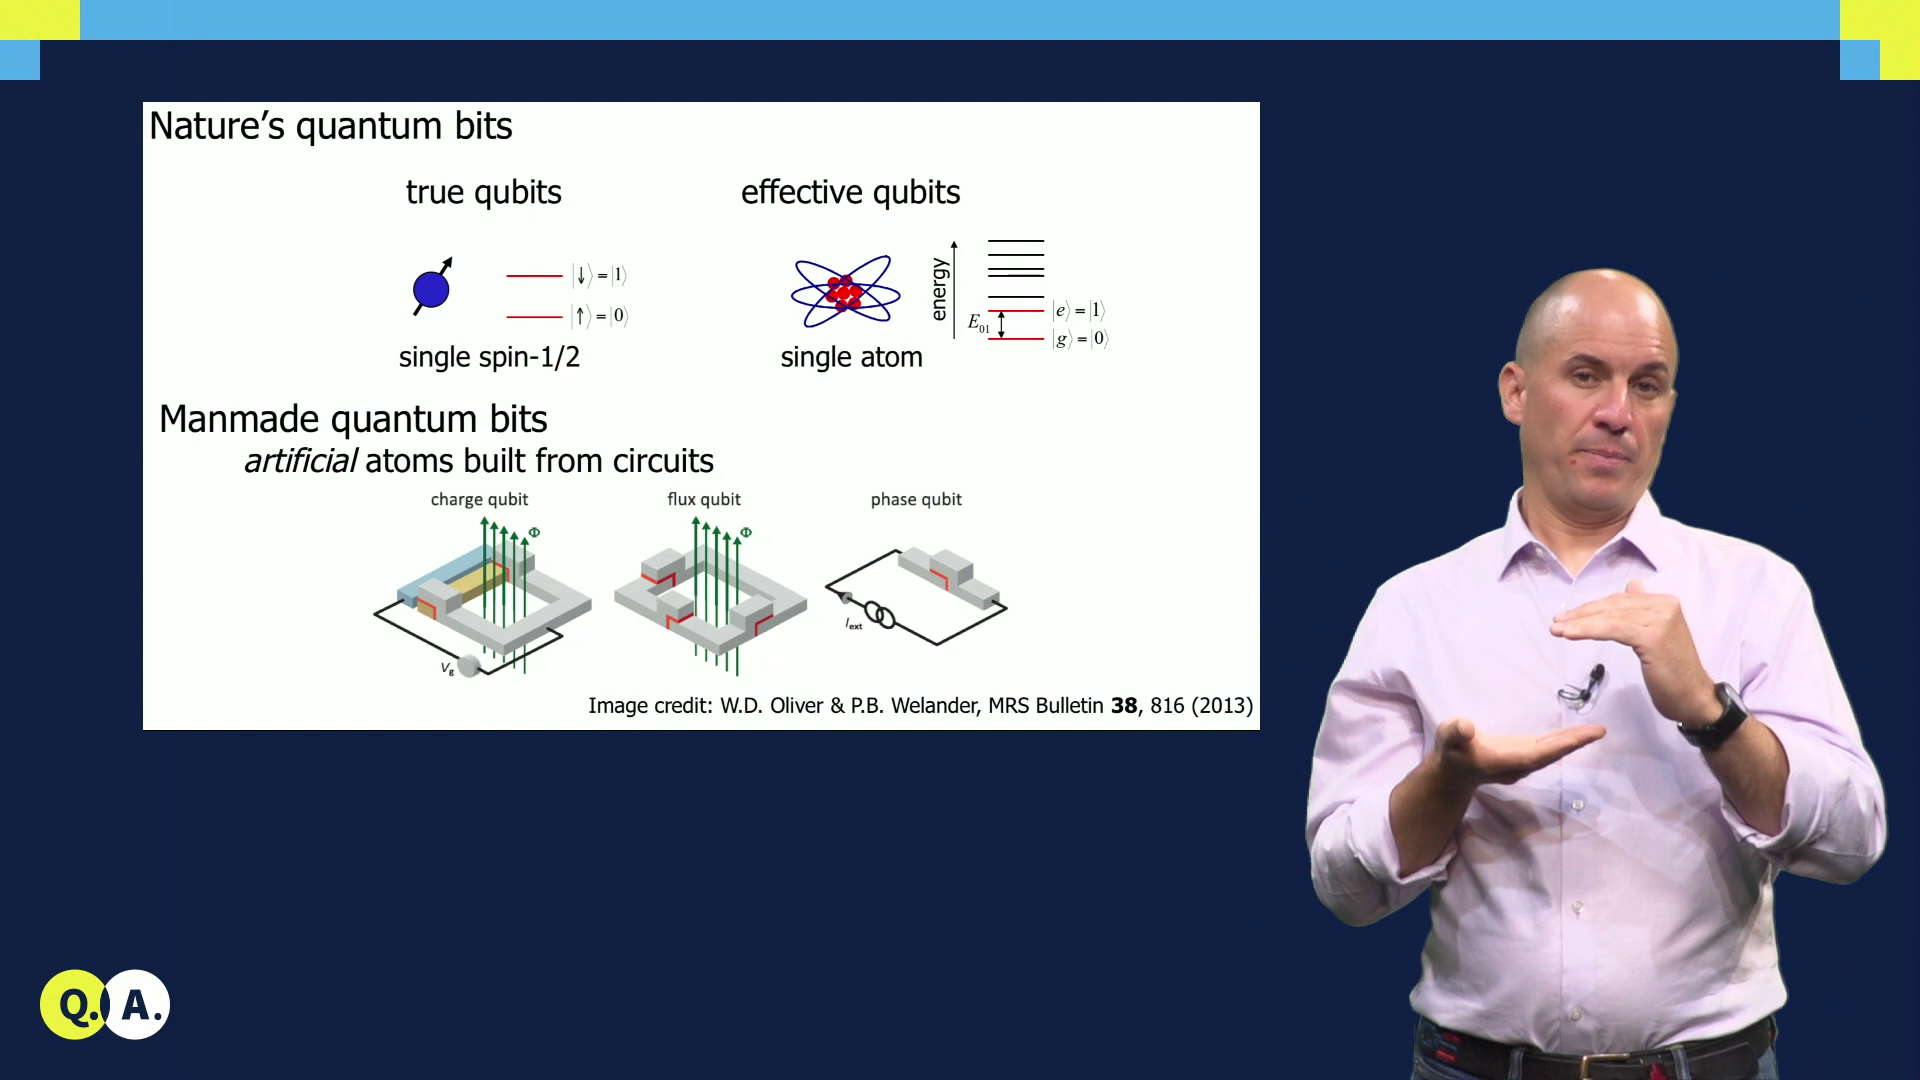 Nature's quantum bits
true qubits
effective qubits
|↓⟩ = |1⟩
|↑⟩ = |0⟩
single spin-1/2
energy
E01
|e⟩ = |1⟩
|g⟩ = |0⟩
single atom
Manmade quantum bits
artificial atoms built from circuits
charge qubit
flux qubit
phase qubit
Φ
Φ
Vg
Iext
Image credit: W.D. Oliver & P.B. Welander, MRS Bulletin 38, 816 (2013)
Q. A.